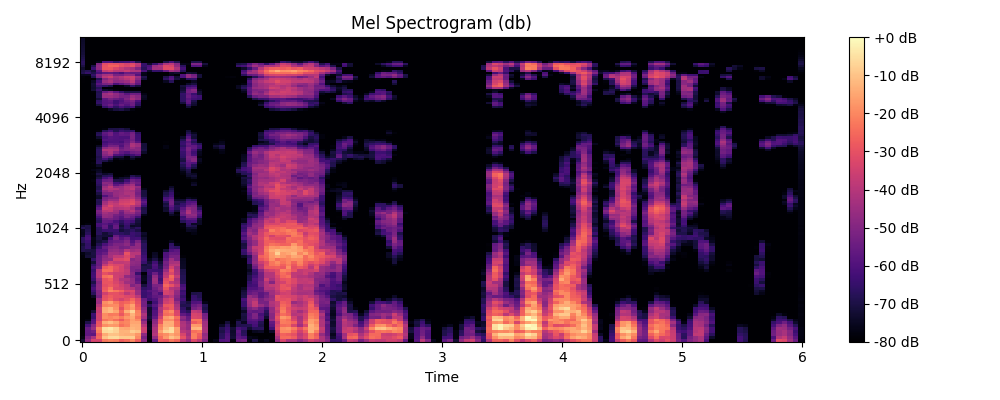 Mel Spectrogram (db)
8192
4096
2048
1024
512
0
Hz
0 1 2 3 4 5 6
Time
+0 dB
-10 dB
-20 dB
-30 dB
-40 dB
-50 dB
-60 dB
-70 dB
-80 dB